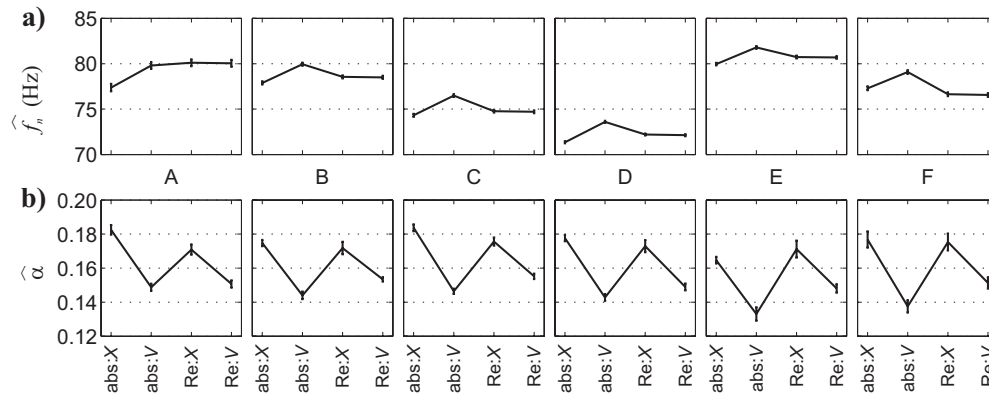 a)
85
80
75
70
f̂ₙ (Hz)
A B C D E F
b)
0.20
0.18
0.16
0.14
0.12
α̂
abs:X abs:V Re:X Re:V abs:X abs:V Re:X Re:V abs:X abs:V Re:X Re:V abs:X abs:V Re:X Re:V abs:X abs:V Re:X Re:V abs:X abs:V Re:X Re:V